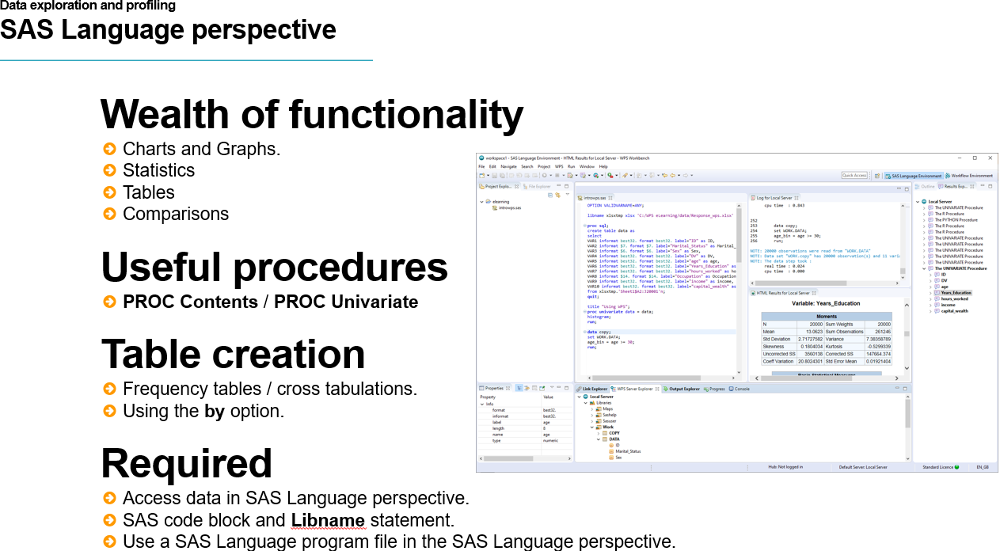 Data exploration and profiling
SAS Language perspective
Wealth of functionality
Charts and Graphs.
Statistics
Tables
Comparisons
Useful procedures
PROC Contents / PROC Univariate
Table creation
Frequency tables / cross tabulations.
Using the by option.
Required
Access data in SAS Language perspective.
SAS code block and Libname statement.
Use a SAS Language program file in the SAS Language perspective.
workspace1 - SAS Language Environment - HTML Results for Local Server - WPS Workbench
File Edit Navigate Search Project WPS Run Window Help
Quick Access
SAS Language Environment
Workflow Environment
Project Explo...
File Explorer
elearning
introwps.sas
introwps.sas
OPTION VALIDVARNAME=ANY;
libname xlsxtmp xlsx 'C:/WPS eLearning/data/Response_wps.xlsx'
proc sql;
create table data as
select
VAR1 informat best32. format best32. label="ID" as ID,
VAR2 informat $7. format $7. label="Marital_Status" as Marital_
VAR3 informat $6. format $6. label="Sex" as Sex,
VAR4 informat best32. format best32. label="DV" as DV,
VAR5 informat best32. format best32. label="age" as age,
VAR6 informat best32. format best32. label="Years_Education" as
VAR7 informat best32. format best32. label="hours_worked" as ho
VAR8 informat $14. format $14. label="Occupation" as Occupation
VAR9 informat best32. format best32. label="income" as income,
VAR10 informat best32. format best32. label="capital_wealth" as
from xlsxtmp.'Sheet1$A2:J20001'n;
quit;
title "Using WPS";
proc univariate data = data;
histogram;
run;
data copy;
set WORK.DATA;
age_bin = age >= 30;
run;
Log for Local Server
cpu time : 0.843
252
253 data copy;
254 set WORK.DATA;
255 age_bin = age >= 30;
256 run;
NOTE: 20000 observations were read from "WORK.DATA"
NOTE: Data set "WORK.copy" has 20000 observation(s) and 11 varia
NOTE: The data step took :
real time : 0.024
cpu time : 0.000
HTML Results for Local Server
Variable: Years_Education
Moments
N 20000 Sum Weights 20000
Mean 13.0623 Sum Observations 261246
Std Deviation 2.71727582 Variance 7.38358789
Skewness 0.1804034 Kurtosis -0.5299339
Uncorrected SS 3560138 Corrected SS 147664.374
Coeff Variation 20.8024301 Std Error Mean 0.01921404
Basic Statistical Measures
Outline
Results Exp...
Local Server
The UNIVARIATE Procedure
The R Procedure
The PYTHON Procedure
The R Procedure
The R Procedure
The UNIVARIATE Procedure
The UNIVARIATE Procedure
The UNIVARIATE Procedure
The UNIVARIATE Procedure
The UNIVARIATE Procedure
The UNIVARIATE Procedure
ID
DV
age
Years_Education
hours_worked
income
capital_wealth
Properties
Property Value
Info
format best32.
informat best32.
label age
length 8
name age
type numeric
Link Explorer
WPS Server Explorer
Output Explorer
Progress
Console
Local Server
Libraries
Maps
Sashelp
Sasuser
Work
COPY
DATA
ID
Marital_Status
Sex
Hub: Not logged in
Default Server: Local Server
Standard Licence
EN_GB